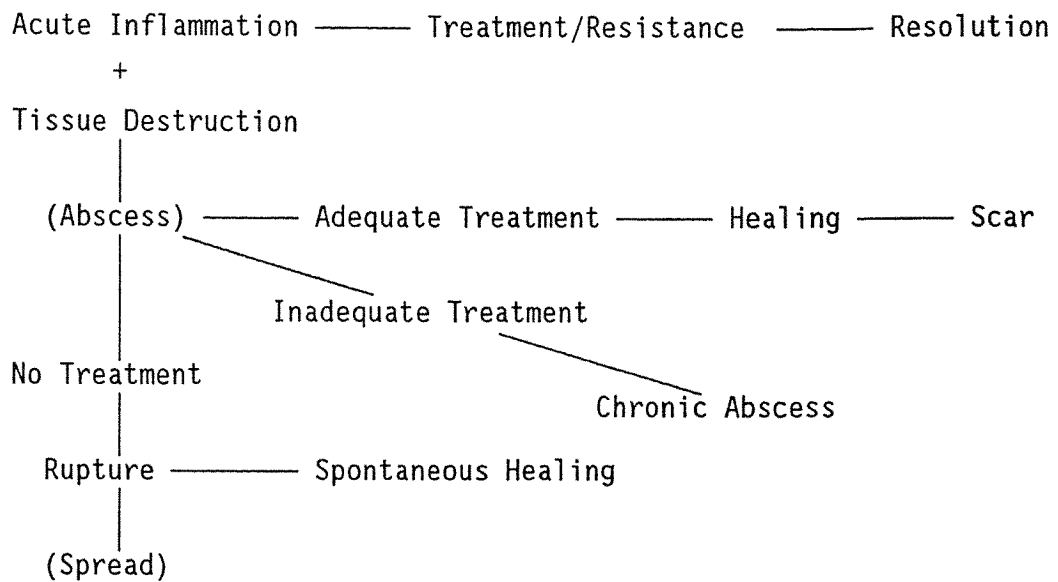 Acute Inflammation Treatment/Resistance Resolution
+
Tissue Destruction
(Abscess) Adequate Treatment Healing Scar
Inadequate Treatment
No Treatment
Chronic Abscess
Rupture Spontaneous Healing
(Spread)